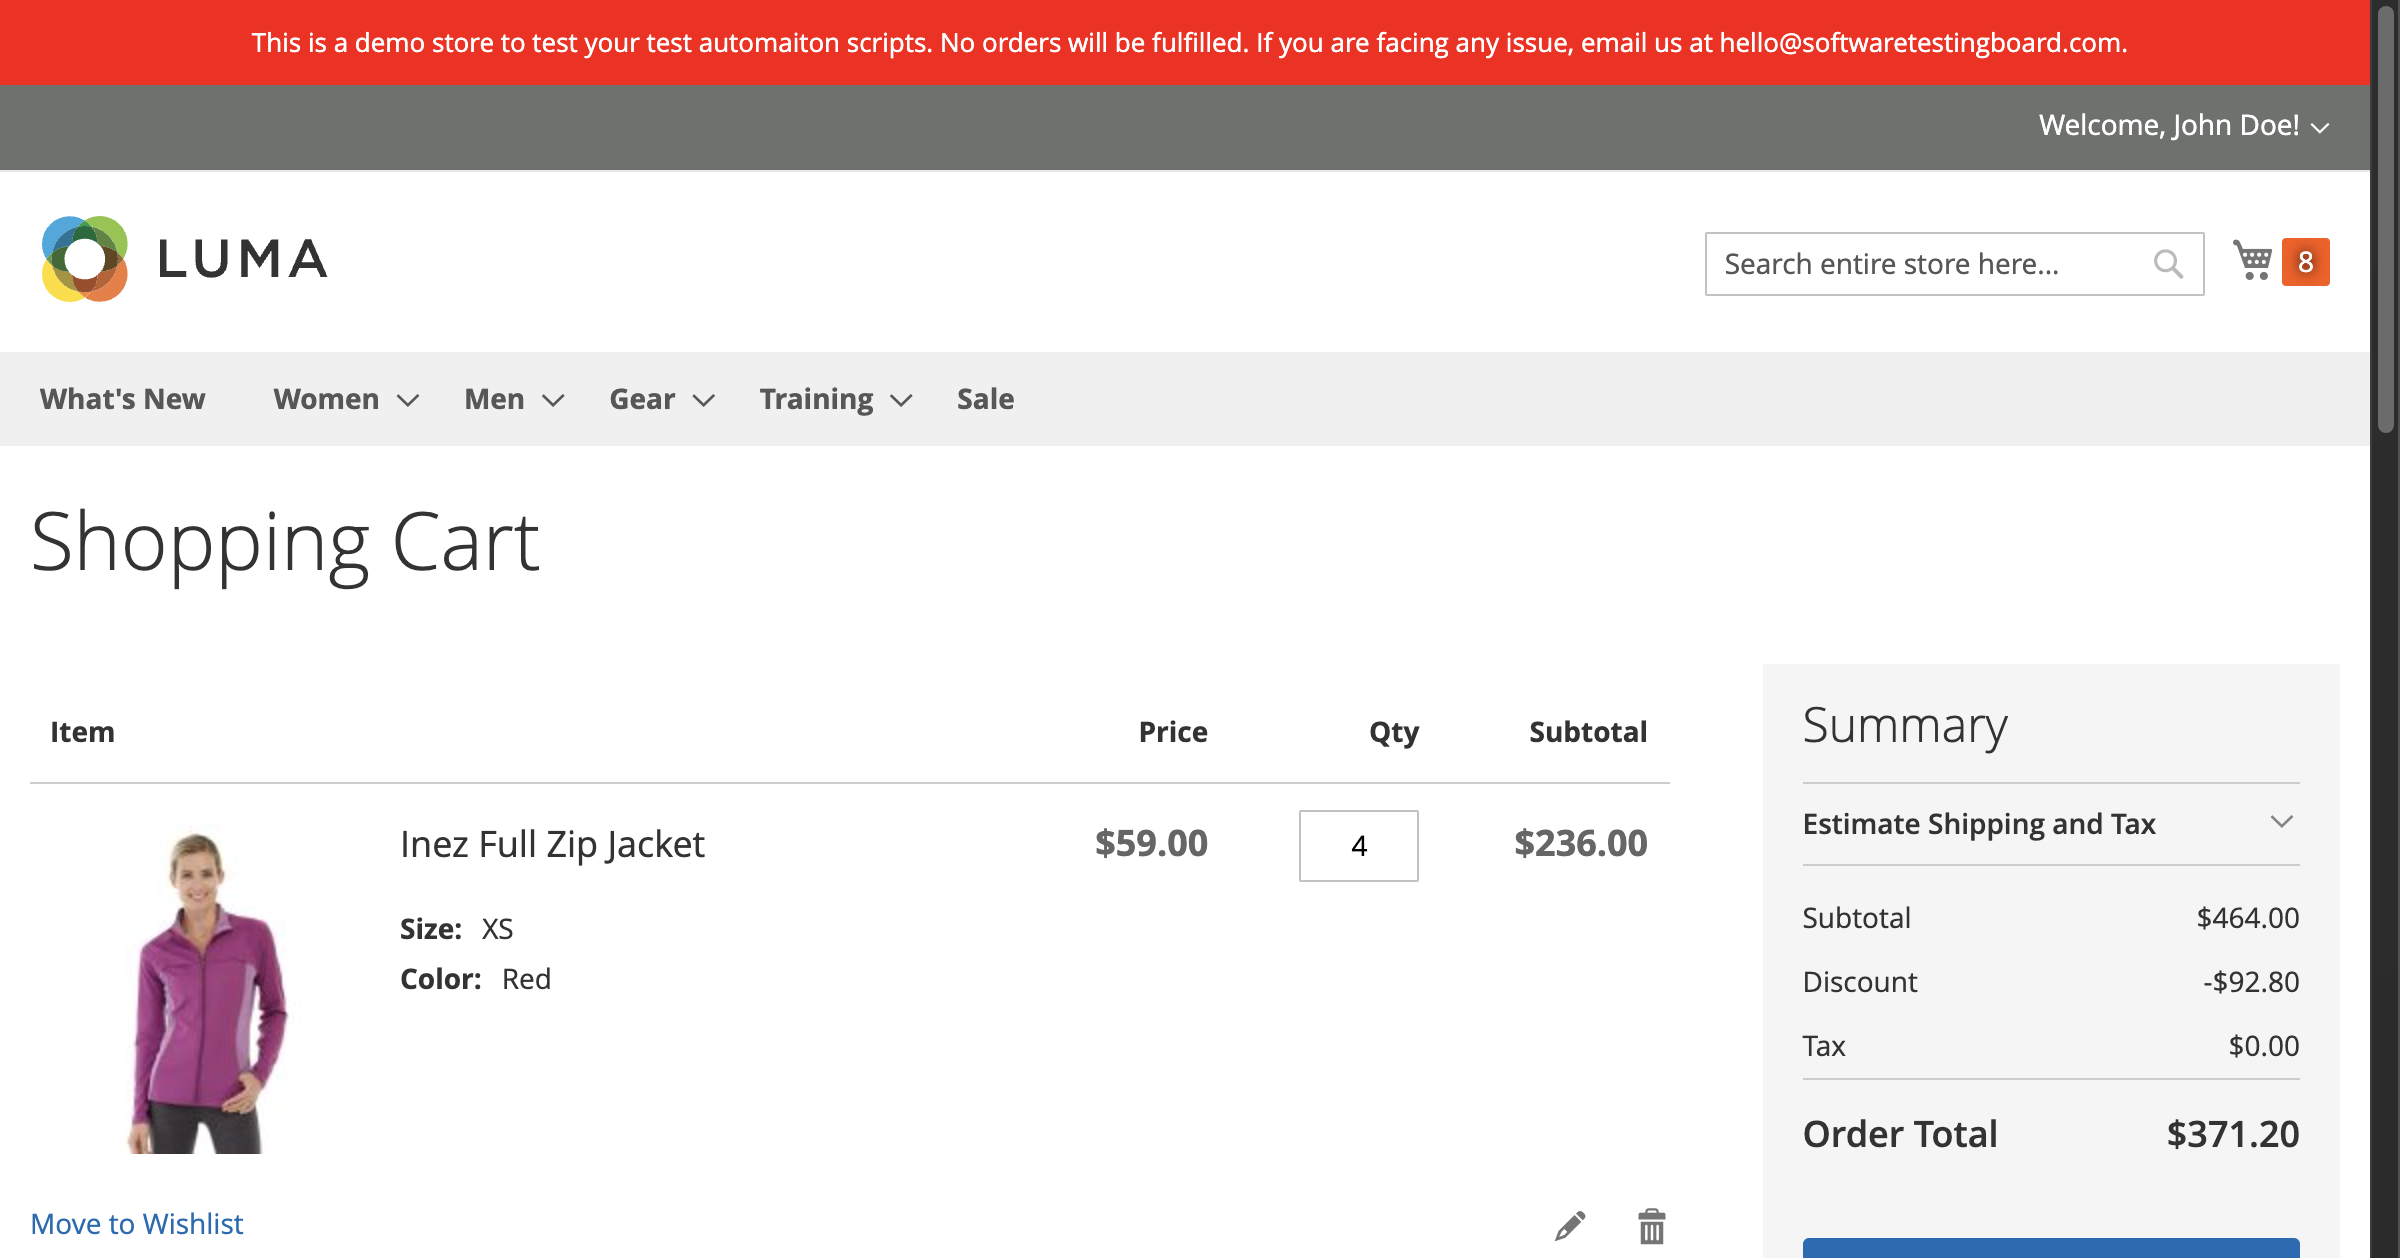 This is a demo store to test your test automaiton scripts. No orders will be fulfilled. If you are facing any issue, email us at hello@softwaretestingboard.com.
Welcome, John Doe!
LUMA
Search entire store here...
8
What's New Women Men Gear Training Sale
Shopping Cart
Item Price Qty Subtotal
Inez Full Zip Jacket $59.00 4 $236.00
Size: XS
Color: Red
Move to Wishlist
Summary
Estimate Shipping and Tax
Subtotal $464.00
Discount -$92.80
Tax $0.00
Order Total $371.20